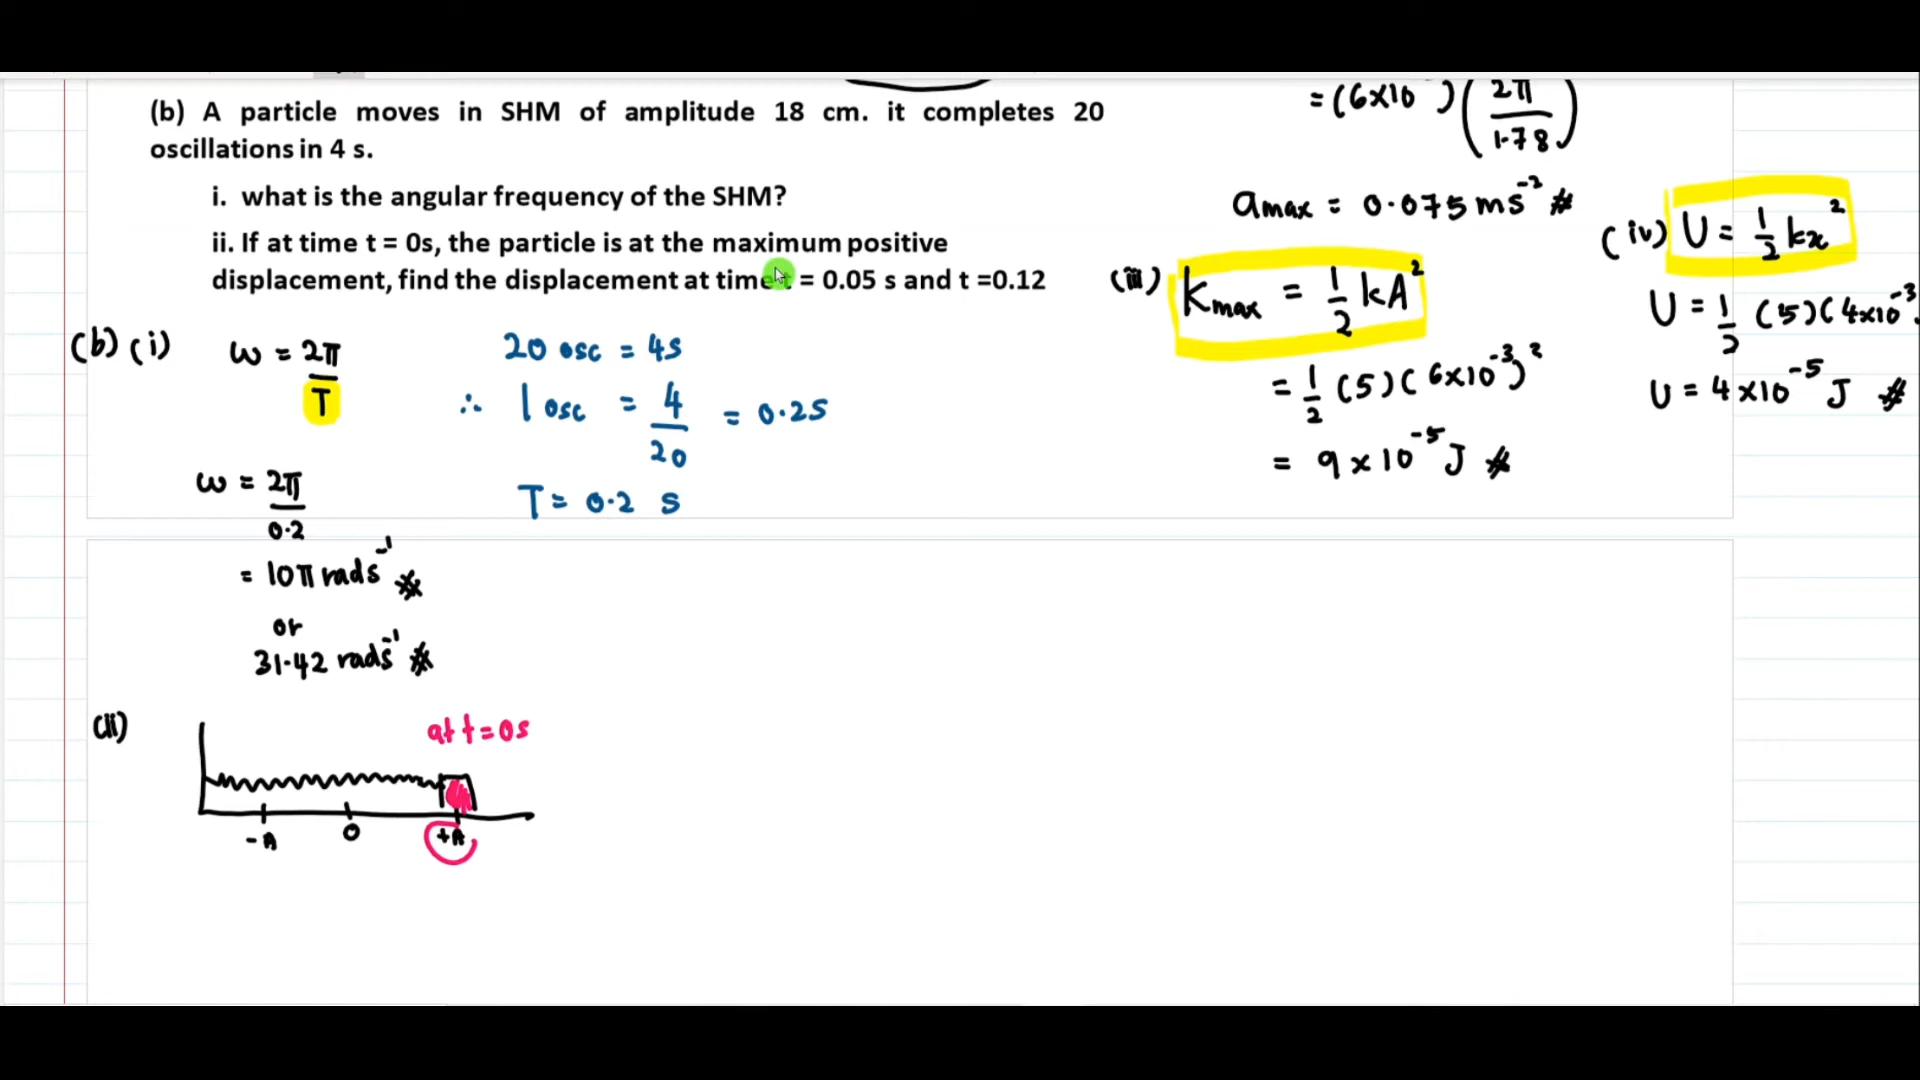 (b) A particle moves in SHM of amplitude 18 cm. it completes 20
oscillations in 4 s.
i. what is the angular frequency of the SHM?
ii. If at time t = 0s, the particle is at the maximum positive
displacement, find the displacement at time t = 0.05 s and t =0.12
(b) (i) ω = 2π/T
20 osc = 4s
∴ 1 osc = 4/20 = 0.2s
T = 0.2 s
ω = 2π/0.2
= 10π rads⁻¹ #
or
31.42 rads⁻¹ #
(ii)
at t = 0s
-A 0 +A
= (6×10 ) (2π/1.78)
amax = 0.075 ms⁻² #
(iii) Kmax = 1/2 kA²
= 1/2 (5)(6×10⁻³)²
= 9 × 10⁻⁵ J #
(iv) U = 1/2 kx²
U = 1/2 (5)(4×10⁻³
U = 4 × 10⁻⁵ J #